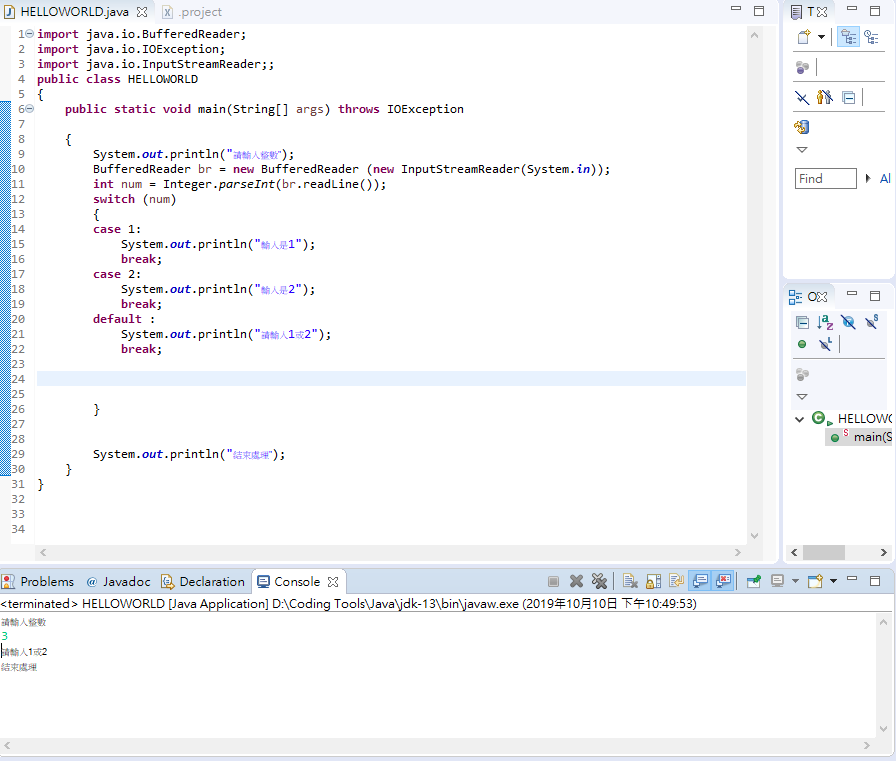 HELLOWORLD.java
.project
1 import java.io.BufferedReader;
2 import java.io.IOException;
3 import java.io.InputStreamReader;;
4 public class HELLOWORLD
5 {
6 public static void main(String[] args) throws IOException
7
8 {
9 System.out.println("請輸入整數");
10 BufferedReader br = new BufferedReader (new InputStreamReader(System.in));
11 int num = Integer.parseInt(br.readLine());
12 switch (num)
13 {
14 case 1:
15 System.out.println("輸入是1");
16 break;
17 case 2:
18 System.out.println("輸入是2");
19 break;
20 default :
21 System.out.println("請輸入1或2");
22 break;
23
24
25
26 }
27
28
29 System.out.println("結束處理");
30 }
31 }
32
33
34
T
Find
Al
O
HELLOWO
main(S
Problems @ Javadoc Declaration Console
<terminated> HELLOWORLD [Java Application] D:\Coding Tools\Java\jdk-13\bin\javaw.exe (2019年10月10日 下午10:49:53)
請輸入整數
3
請輸入1或2
結束處理